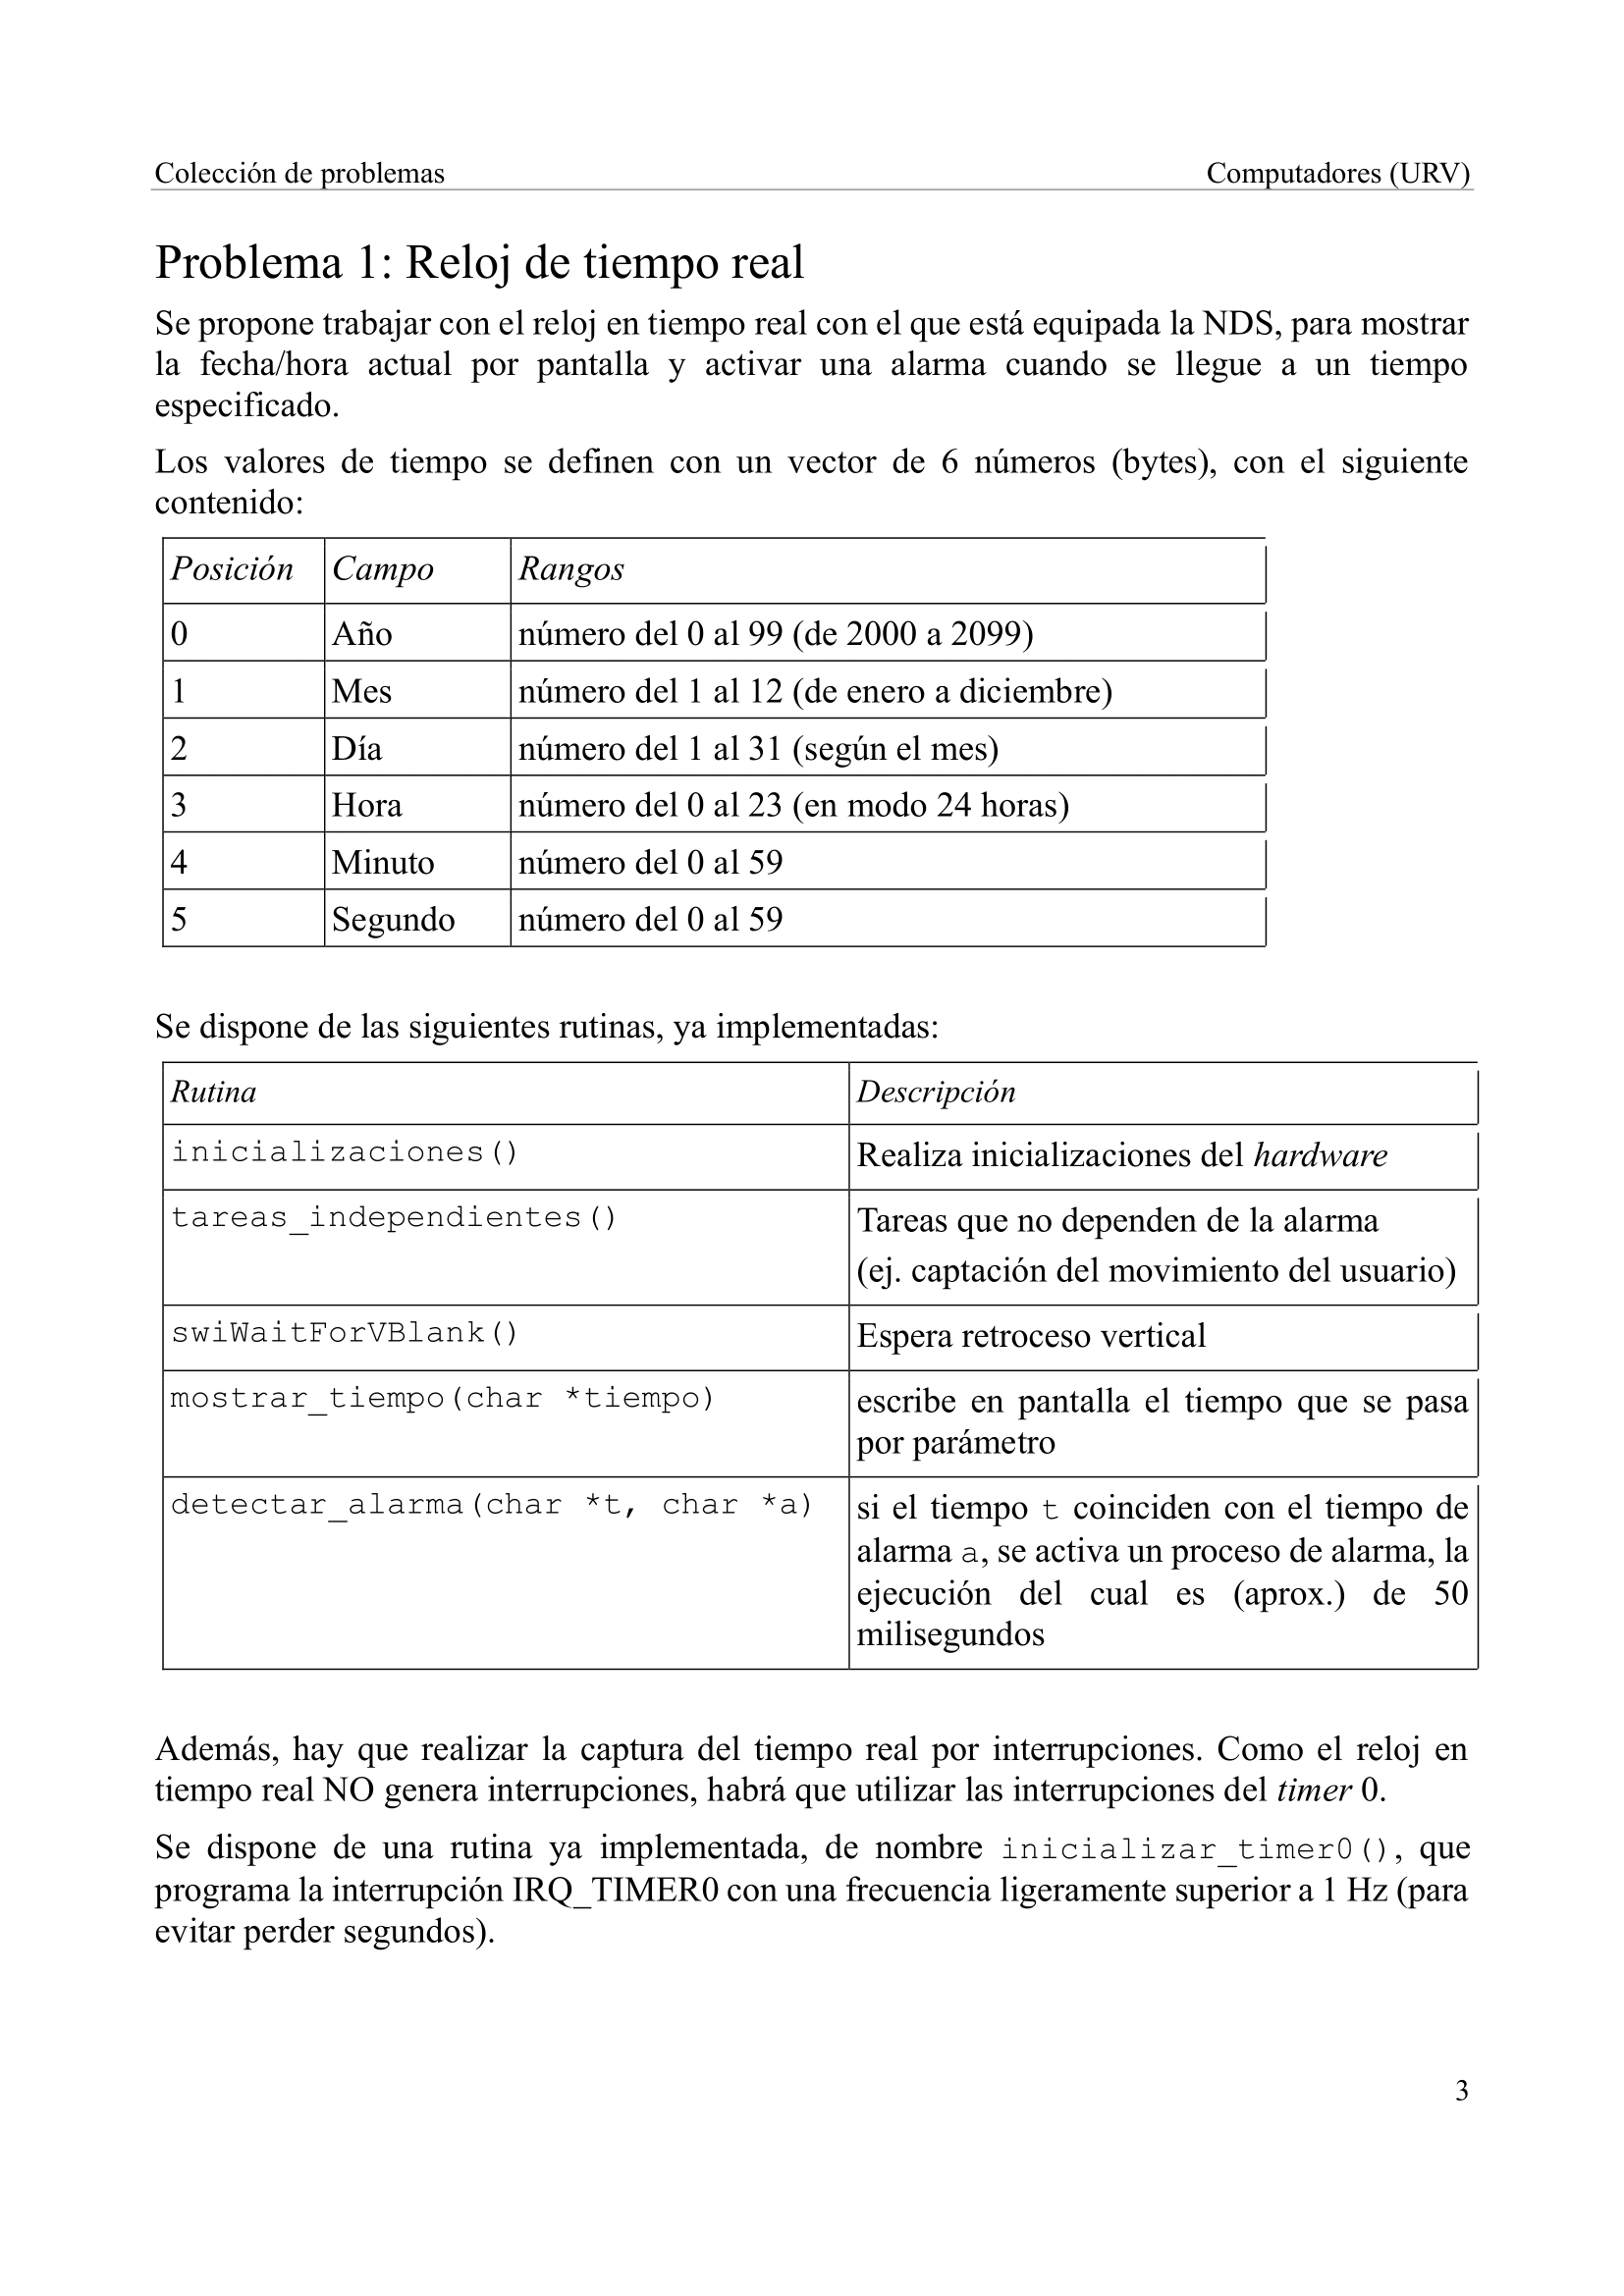 Colección de problemas
Computadores (URV)
Problema 1: Reloj de tiempo real
Se propone trabajar con el reloj en tiempo real con el que está equipada la NDS, para mostrar
la fecha/hora actual por pantalla y activar una alarma cuando se llegue a un tiempo
especificado.
Los valores de tiempo se definen con un vector de 6 números (bytes), con el siguiente
contenido:
Posición Campo Rangos
0 Año número del 0 al 99 (de 2000 a 2099)
1 Mes número del 1 al 12 (de enero a diciembre)
2 Día número del 1 al 31 (según el mes)
3 Hora número del 0 al 23 (en modo 24 horas)
4 Minuto número del 0 al 59
5 Segundo número del 0 al 59
Se dispone de las siguientes rutinas, ya implementadas:
Rutina Descripción
inicializaciones() Realiza inicializaciones del hardware
tareas_independientes() Tareas que no dependen de la alarma
(ej. captación del movimiento del usuario)
swiWaitForVBlank() Espera retroceso vertical
mostrar_tiempo(char *tiempo) escribe en pantalla el tiempo que se pasa
por parámetro
detectar_alarma(char *t, char *a) si el tiempo t coinciden con el tiempo de
alarma a, se activa un proceso de alarma, la
ejecución del cual es (aprox.) de 50
milisegundos
Además, hay que realizar la captura del tiempo real por interrupciones. Como el reloj en
tiempo real NO genera interrupciones, habrá que utilizar las interrupciones del timer 0.
Se dispone de una rutina ya implementada, de nombre inicializar_timer0(), que
programa la interrupción IRQ_TIMER0 con una frecuencia ligeramente superior a 1 Hz (para
evitar perder segundos).
3